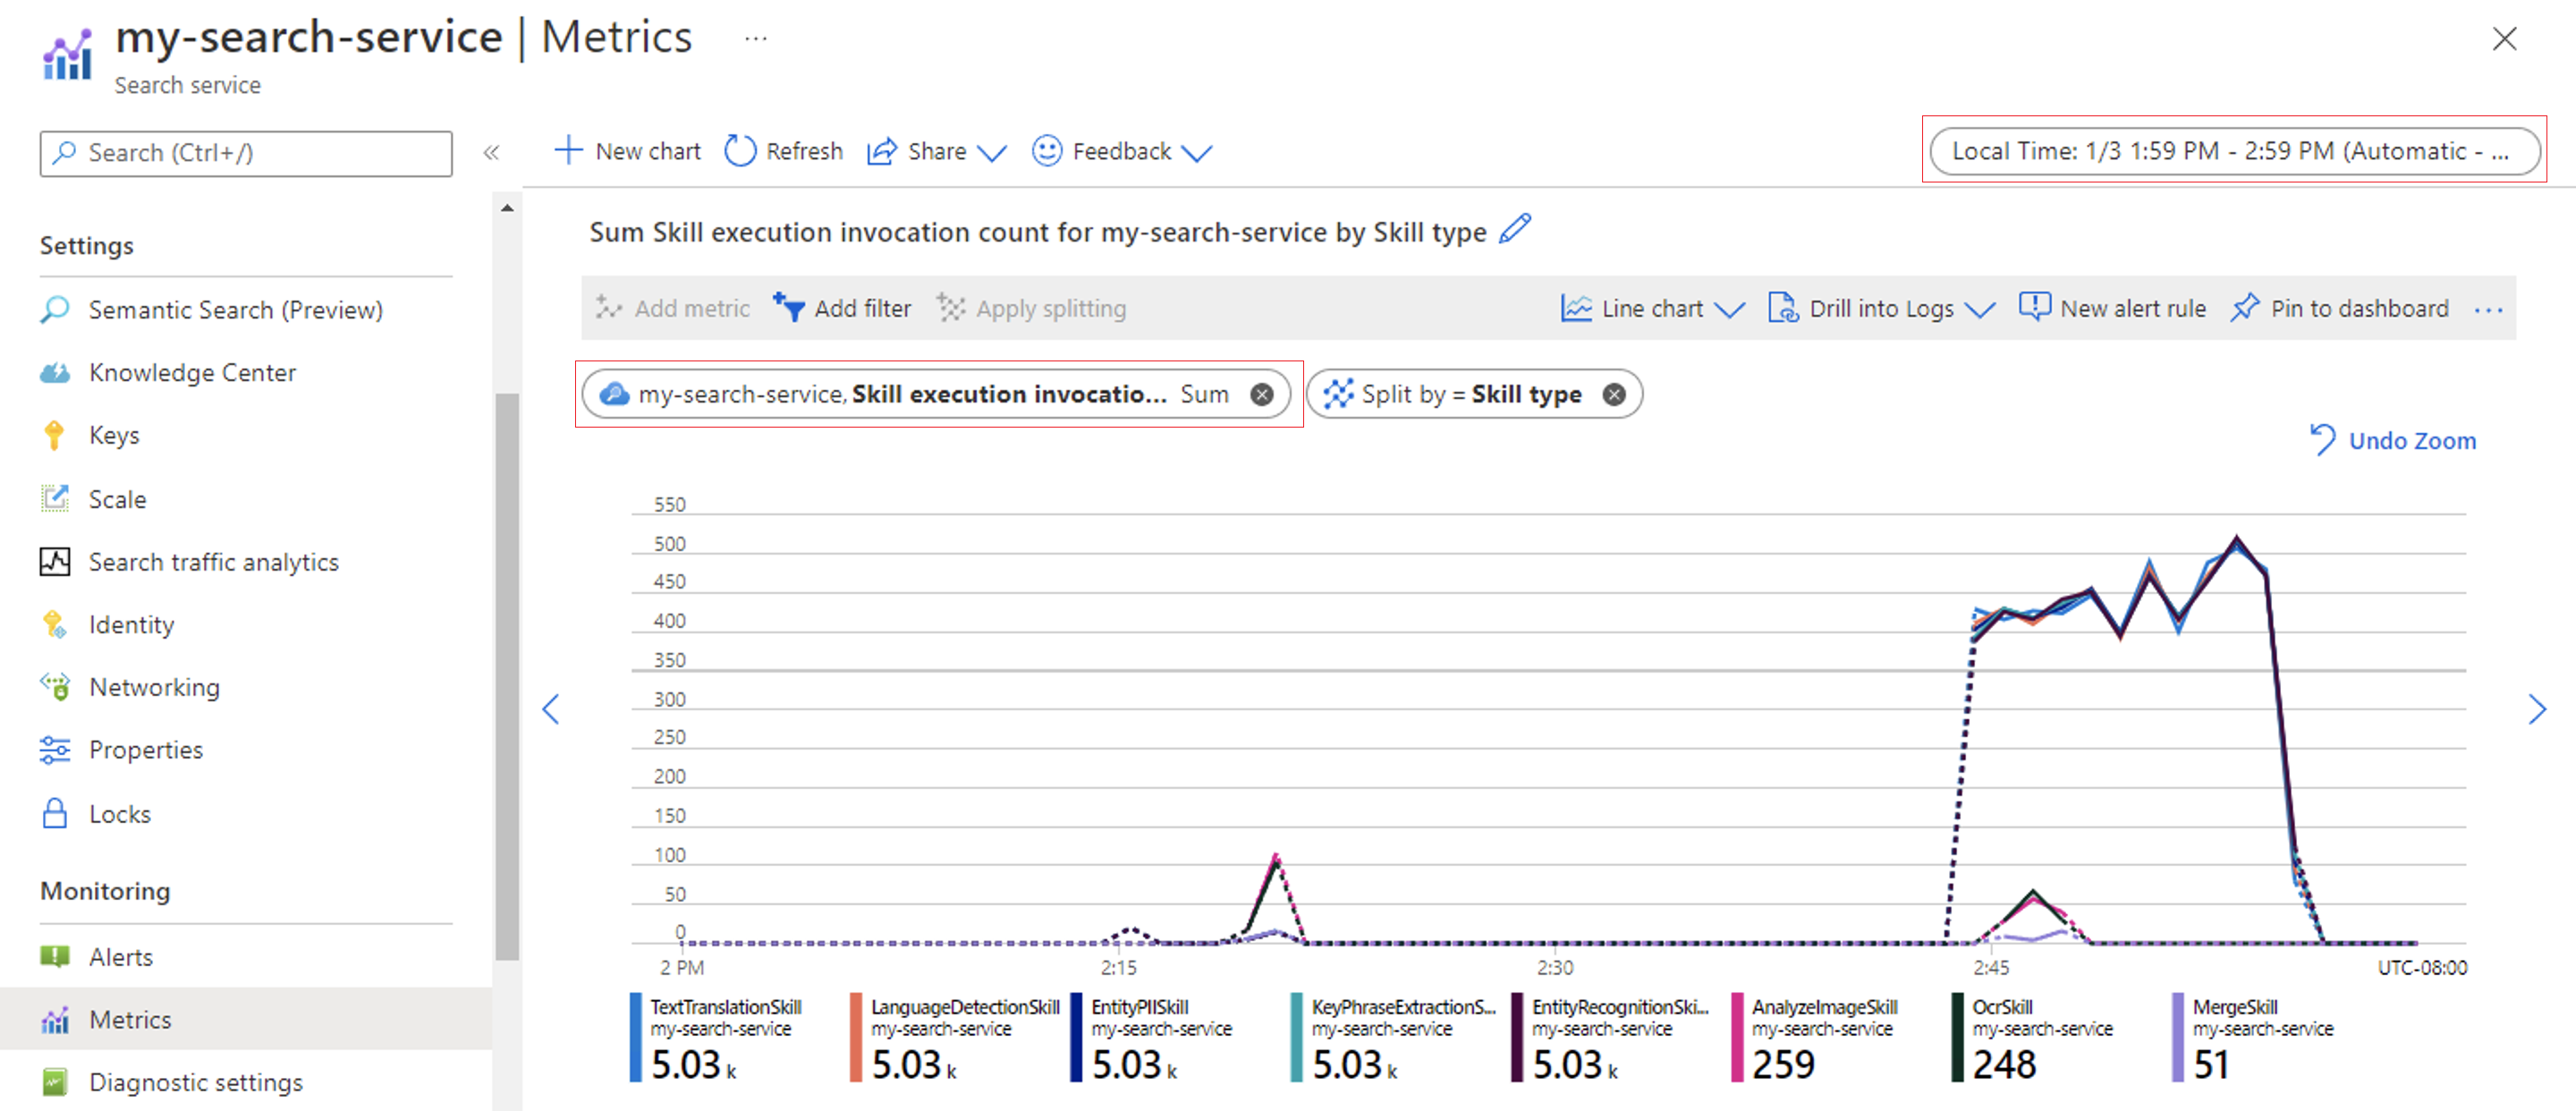 my-search-service | Metrics ...
Search service
Search (Ctrl+/)
«
New chart
Refresh
Share
Feedback
Local Time: 1/3 1:59 PM - 2:59 PM (Automatic - ...
Settings
Semantic Search (Preview)
Knowledge Center
Keys
Scale
Search traffic analytics
Identity
Networking
Properties
Locks
Monitoring
Alerts
Metrics
Diagnostic settings
Sum Skill execution invocation count for my-search-service by Skill type
Add metric
Add filter
Apply splitting
Line chart
Drill into Logs
New alert rule
Pin to dashboard
...
my-search-service, Skill execution invocatio... Sum
Split by = Skill type
Undo Zoom
550
500
450
400
350
300
250
200
150
100
50
0
2 PM
2:15
2:30
2:45
UTC-08:00
TextTranslationSkill
my-search-service
5.03 k
LanguageDetectionSkill
my-search-service
5.03 k
EntityPIISkill
my-search-service
5.03 k
KeyPhraseExtractionS...
my-search-service
5.03 k
EntityRecognitionSki...
my-search-service
5.03 k
AnalyzeImageSkill
my-search-service
259
OcrSkill
my-search-service
248
MergeSkill
my-search-service
51